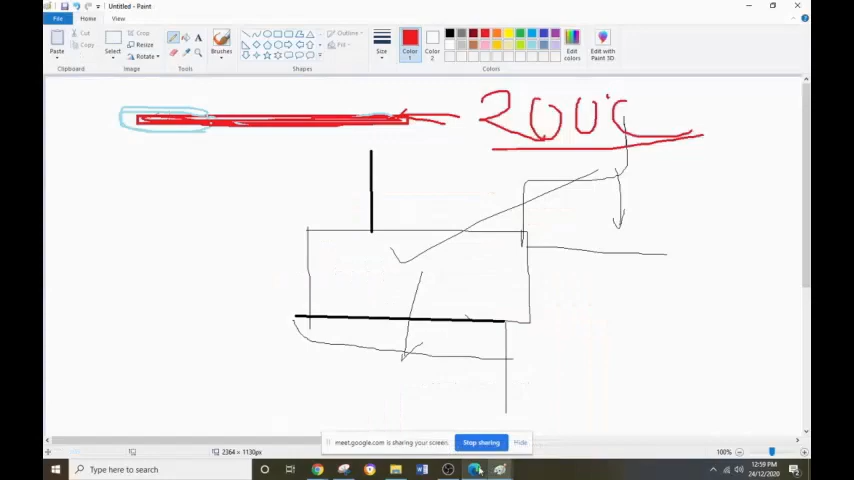 Untitled - Paint
File
Home
View
Paste
Cut
Copy
Clipboard
Select
Crop
Resize
Rotate
Image
A
Tools
Brushes
Shapes
Outline
Fill
Size
Color
1
Color
2
Colors
Edit
colors
Edit with
Paint 3D
200°C
meet.google.com is sharing your screen.
Stop sharing
Hide
2364 × 1130px
100%
Type here to search
12:59 PM
24/12/2020